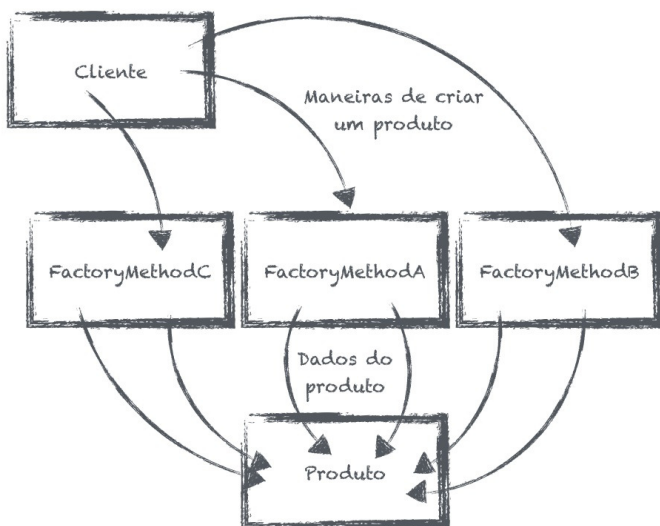 Cliente
Maneiras de criar
um produto
FactoryMethodC
FactoryMethodA
FactoryMethodB
Dados do
produto
Produto